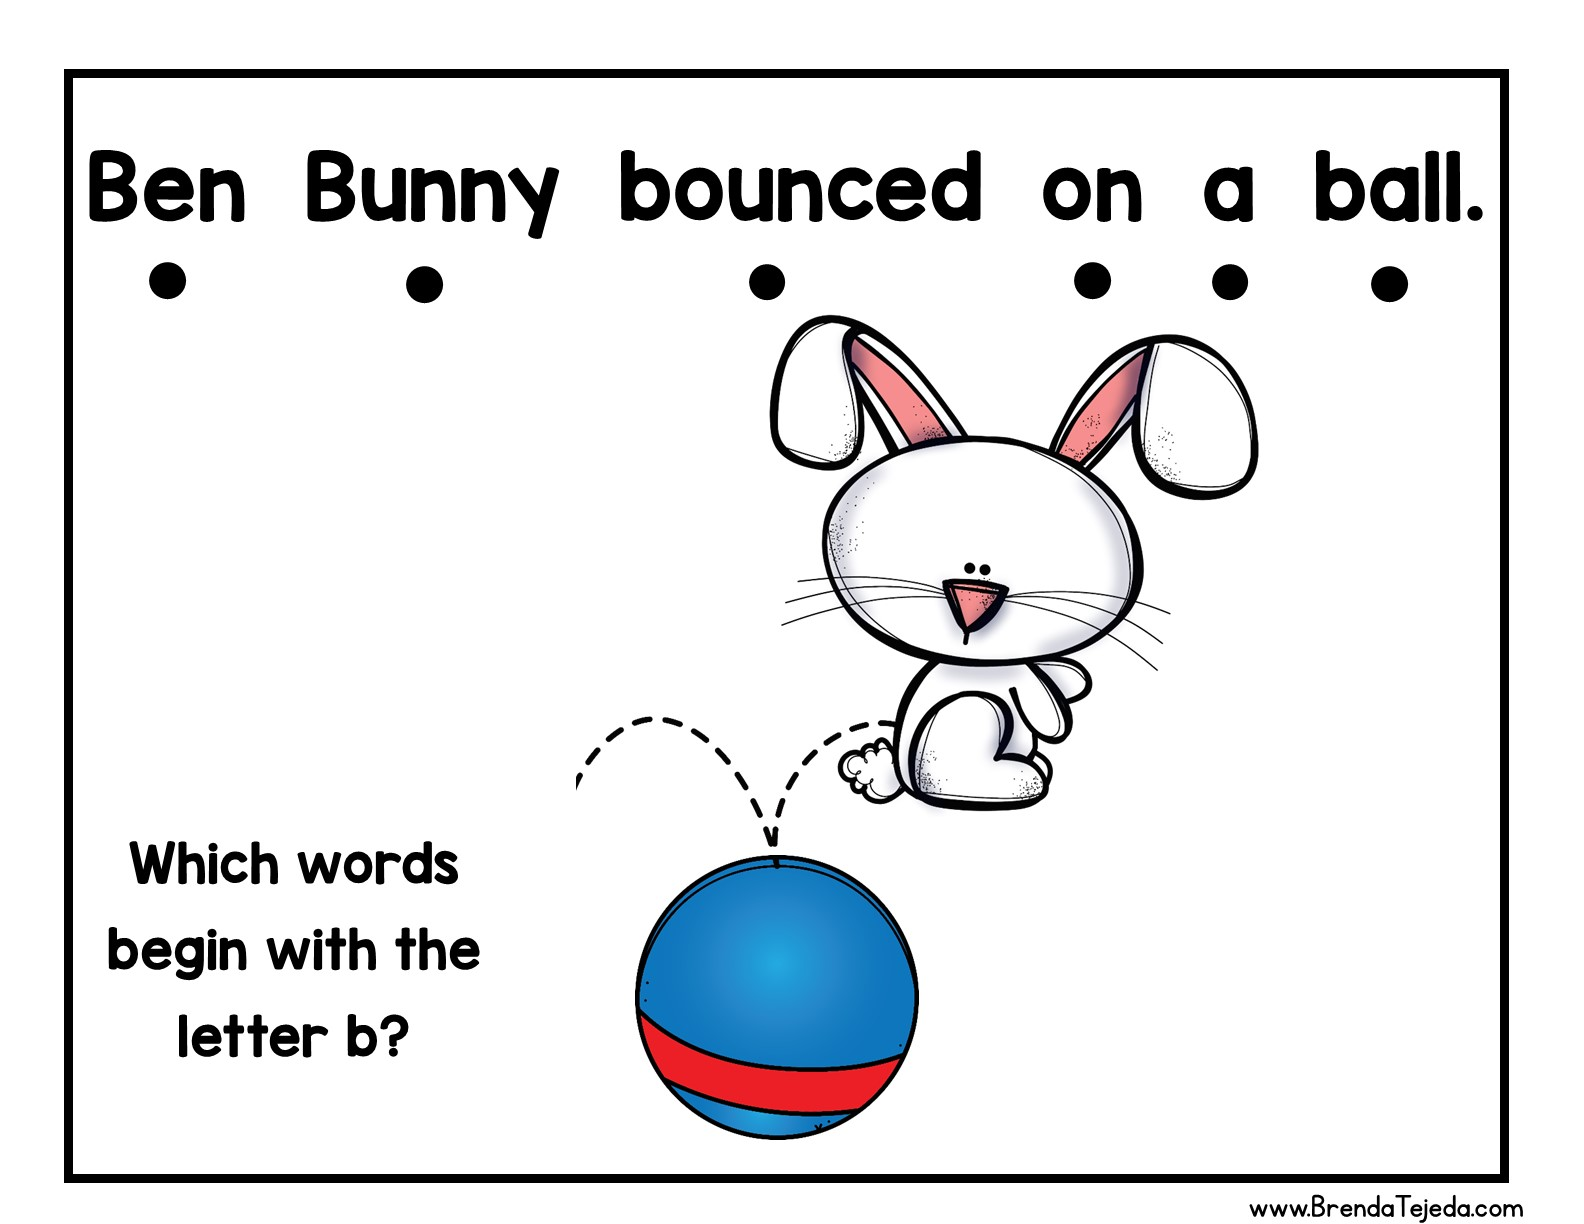 Ben Bunny bounced on a ball.
Which words
begin with the
letter b?
www.BrendaTejeda.com